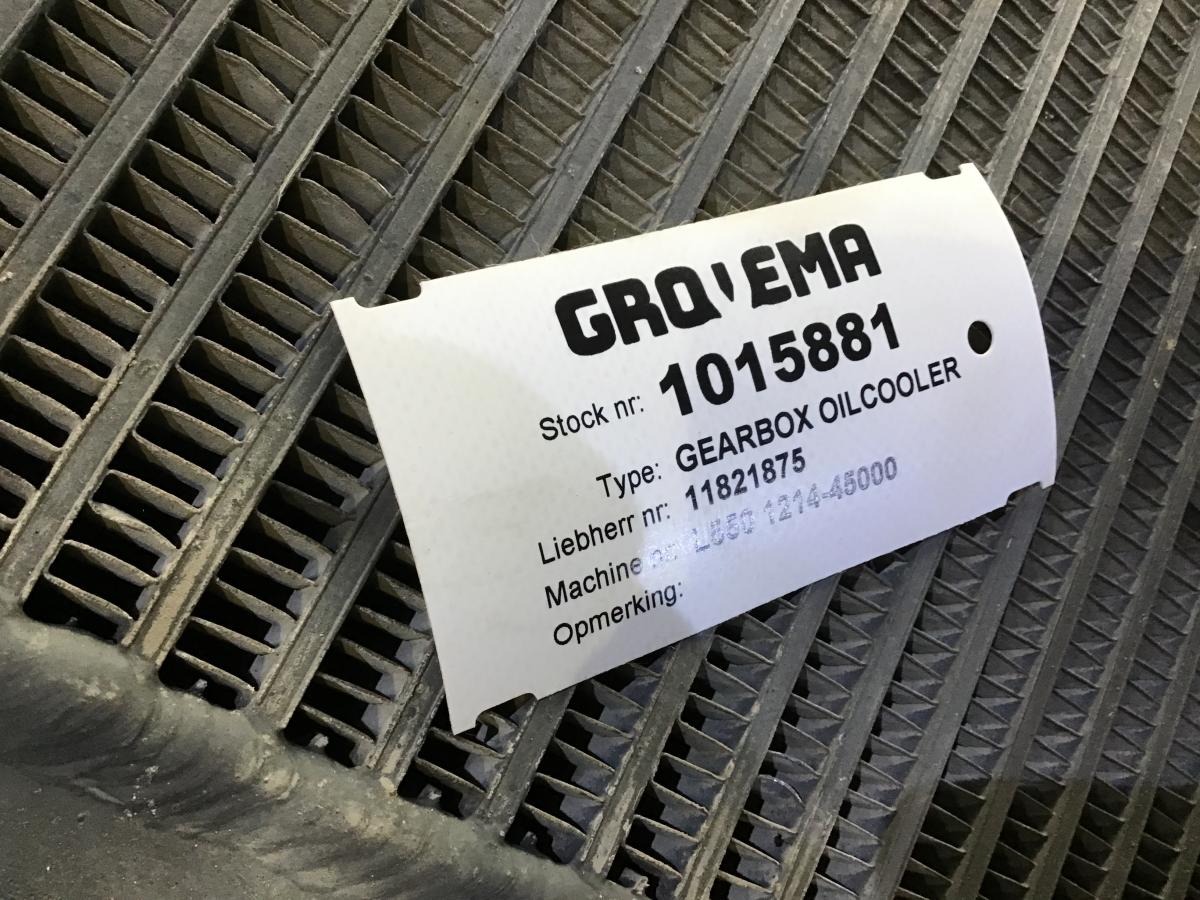 GROVEMA
Stock nr: 1015881
Type: GEARBOX OILCOOLER
Liebherr nr: 11821875
Machine nr: L550 1214-45000
Opmerking: